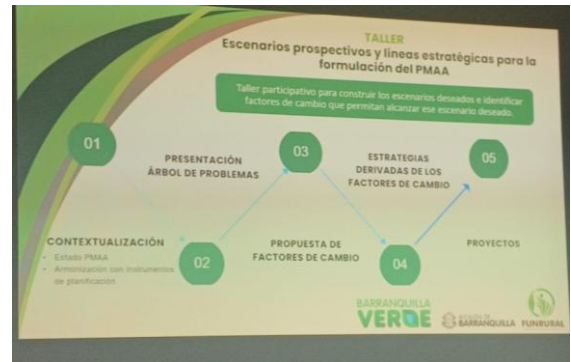 TALLER
Escenarios prospectivos y líneas estratégicas para la
formulación del PMAA
Taller participativo para construir los escenarios deseados e identificar
factores de cambio que permitan alcanzar ese escenario deseado.
01
CONTEXTUALIZACIÓN
• Estado PMAA
• Armonización con instrumentos
de planificación.
PRESENTACIÓN
ÁRBOL DE PROBLEMAS
02
03
PROPUESTA DE
FACTORES DE CAMBIO
ESTRATEGIAS
DERIVADAS DE LOS
FACTORES DE CAMBIO
04
05
PROYECTOS
BARRANQUILLA
VERDE
ALCALDÍA DE
BARRANQUILLA
FUNRURAL